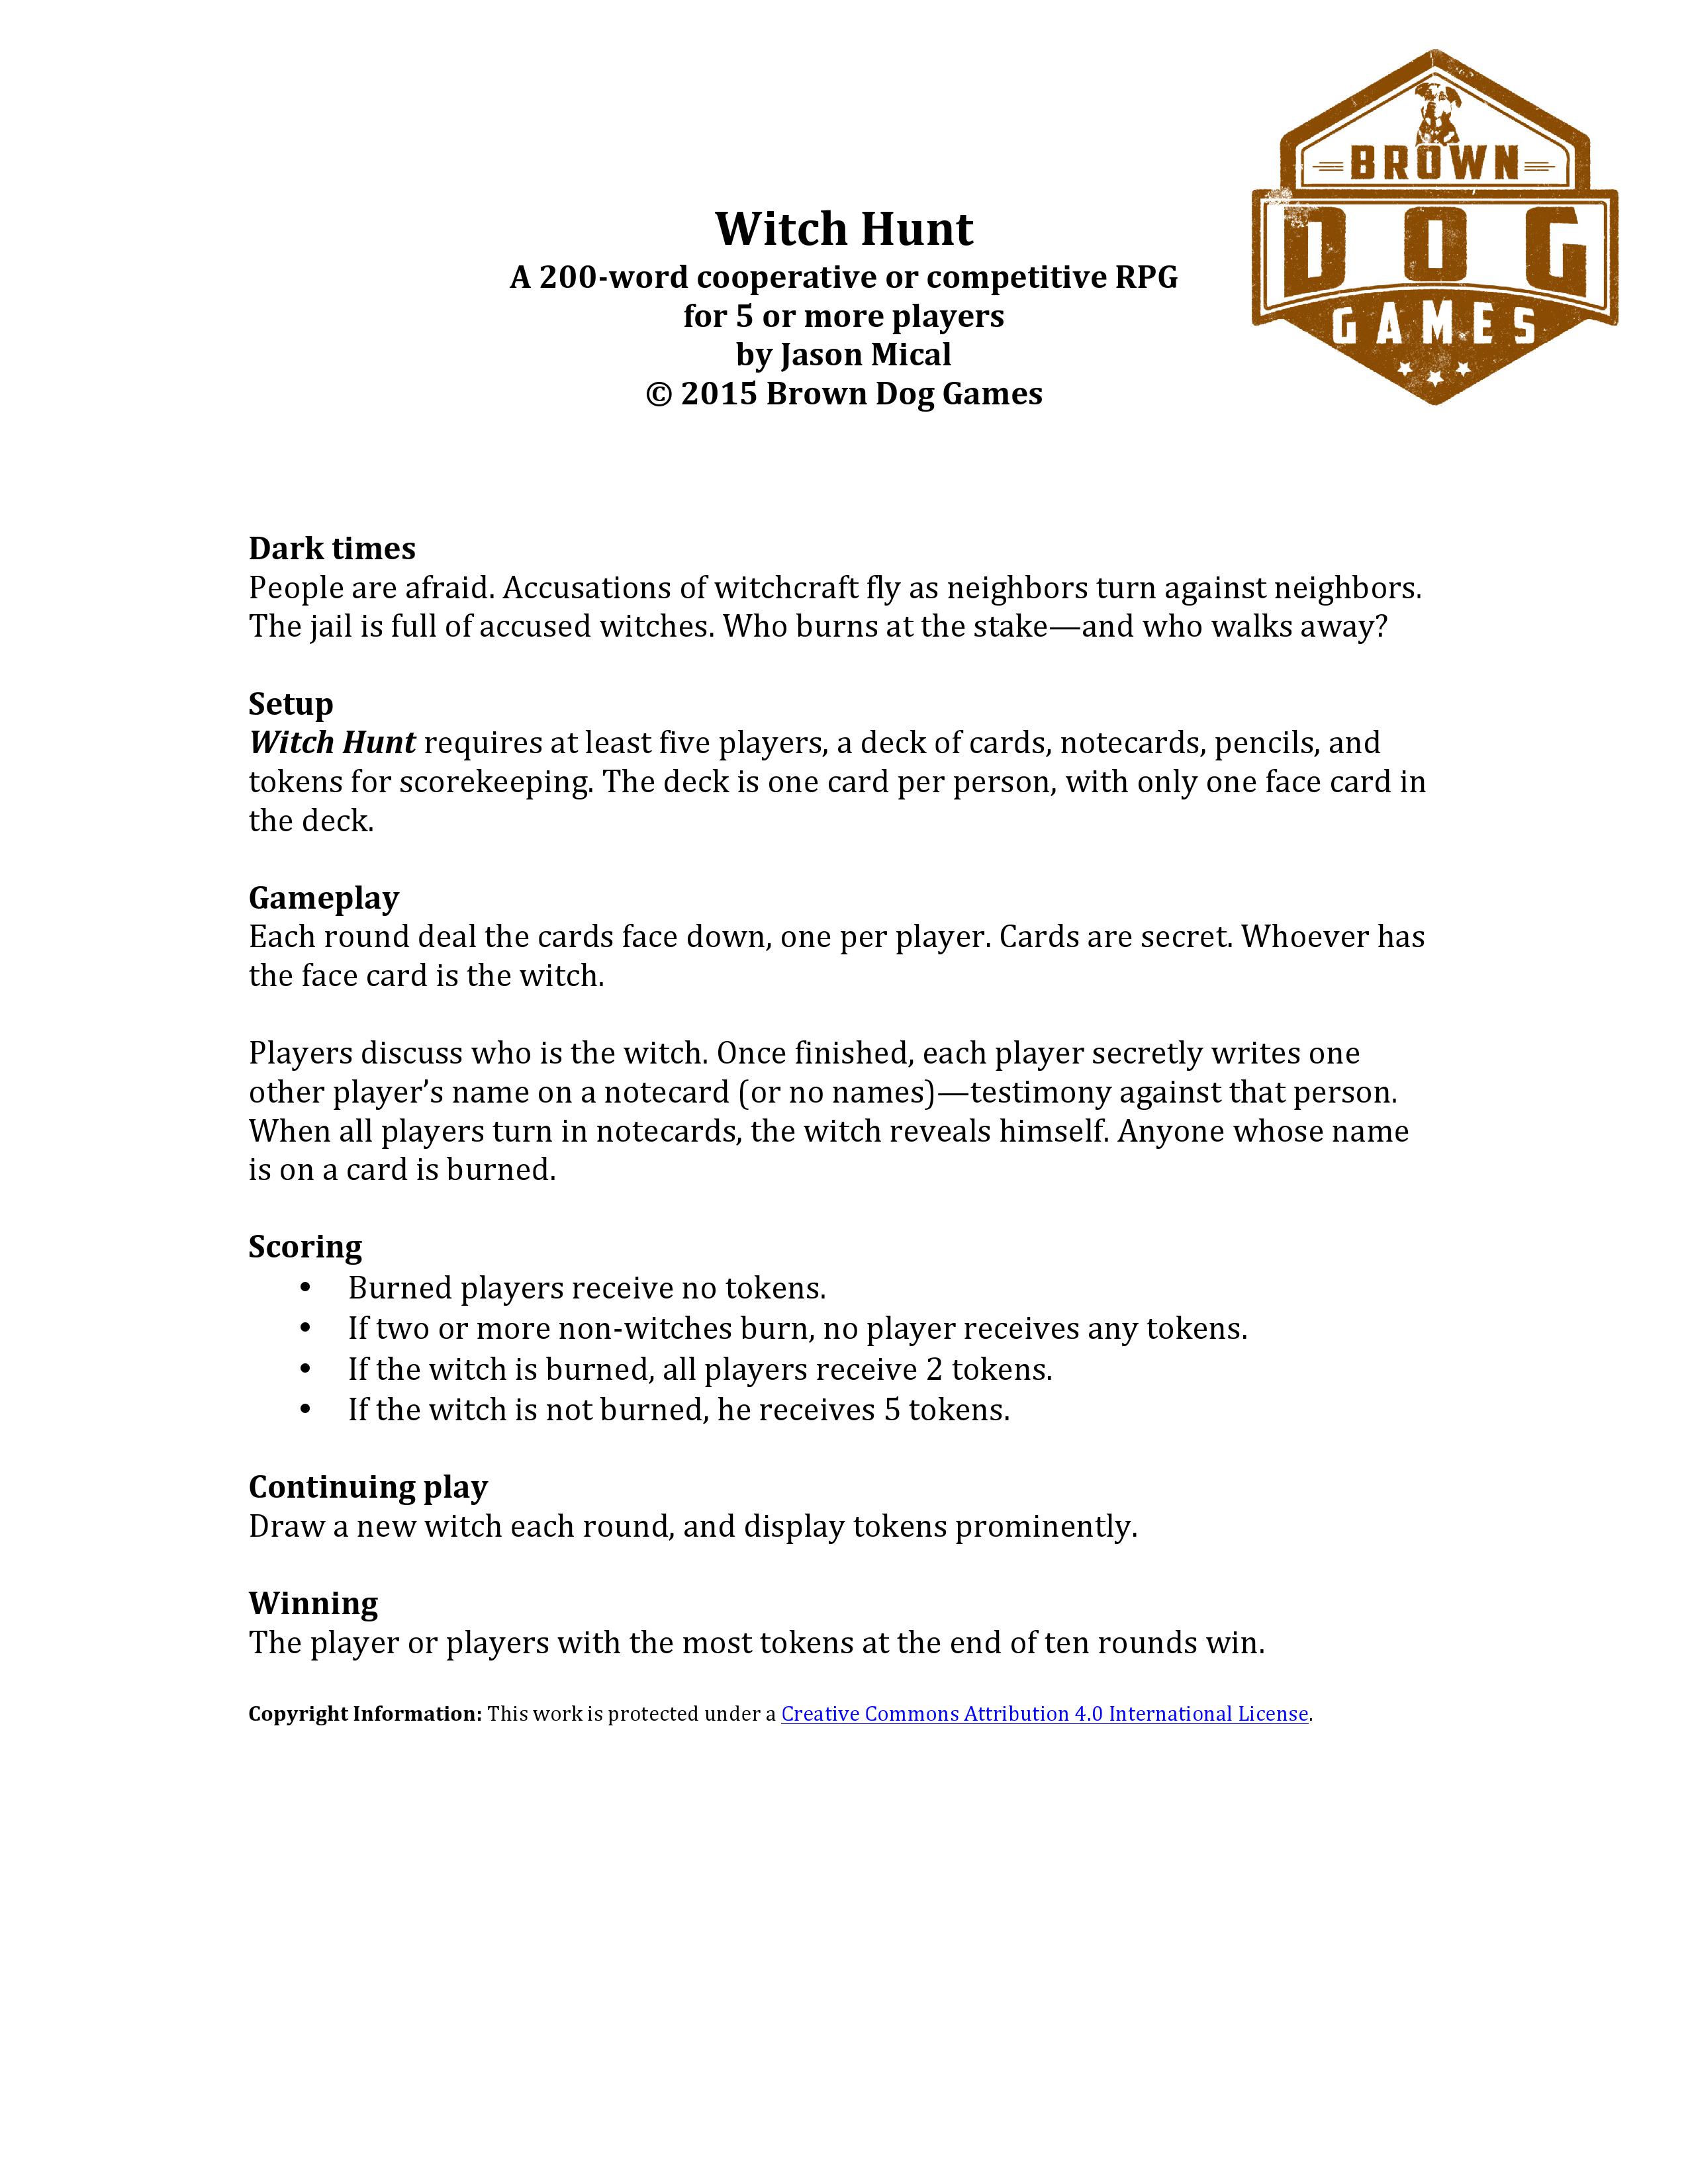 BROWN
DOG
GAMES
Witch Hunt
A 200-word cooperative or competitive RPG
for 5 or more players
by Jason Mical
© 2015 Brown Dog Games
Dark times
People are afraid. Accusations of witchcraft fly as neighbors turn against neighbors.
The jail is full of accused witches. Who burns at the stake—and who walks away?
Setup
Witch Hunt requires at least five players, a deck of cards, notecards, pencils, and
tokens for scorekeeping. The deck is one card per person, with only one face card in
the deck.
Gameplay
Each round deal the cards face down, one per player. Cards are secret. Whoever has
the face card is the witch.
Players discuss who is the witch. Once finished, each player secretly writes one
other player’s name on a notecard (or no names)—testimony against that person.
When all players turn in notecards, the witch reveals himself. Anyone whose name
is on a card is burned.
Scoring
• Burned players receive no tokens.
• If two or more non-witches burn, no player receives any tokens.
• If the witch is burned, all players receive 2 tokens.
• If the witch is not burned, he receives 5 tokens.
Continuing play
Draw a new witch each round, and display tokens prominently.
Winning
The player or players with the most tokens at the end of ten rounds win.
Copyright Information: This work is protected under a Creative Commons Attribution 4.0 International License.